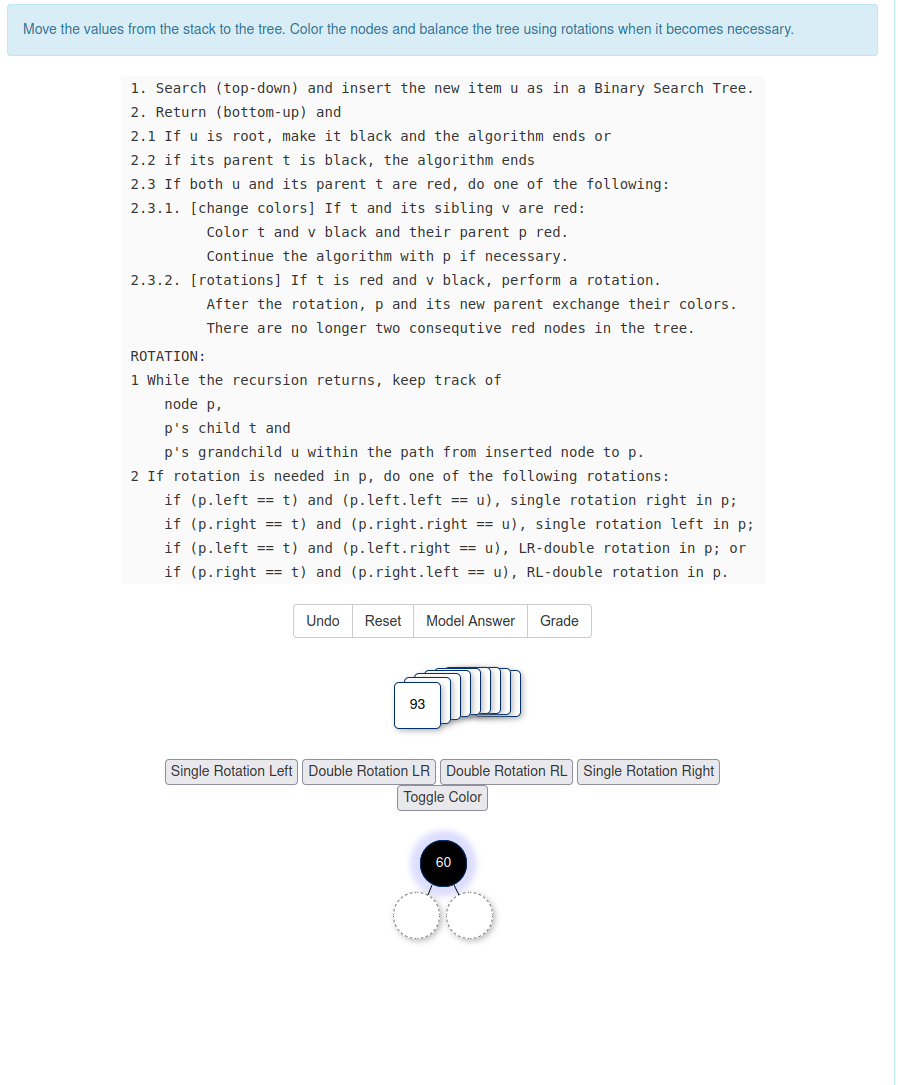 Move the values from the stack to the tree. Color the nodes and balance the tree using rotations when it becomes necessary.
1. Search (top-down) and insert the new item u as in a Binary Search Tree.
2. Return (bottom-up) and
2.1 If u is root, make it black and the algorithm ends or
2.2 if its parent t is black, the algorithm ends
2.3 If both u and its parent t are red, do one of the following:
2.3.1. [change colors] If t and its sibling v are red:
Color t and v black and their parent p red.
Continue the algorithm with p if necessary.
2.3.2. [rotations] If t is red and v black, perform a rotation.
After the rotation, p and its new parent exchange their colors.
There are no longer two consequtive red nodes in the tree.
ROTATION:
1 While the recursion returns, keep track of
node p,
p's child t and
p's grandchild u within the path from inserted node to p.
2 If rotation is needed in p, do one of the following rotations:
if (p.left == t) and (p.left.left == u), single rotation right in p;
if (p.right == t) and (p.right.right == u), single rotation left in p;
if (p.left == t) and (p.left.right == u), LR-double rotation in p; or
if (p.right == t) and (p.right.left == u), RL-double rotation in p.
Undo Reset Model Answer Grade
93
Single Rotation Left Double Rotation LR Double Rotation RL Single Rotation Right
Toggle Color
60